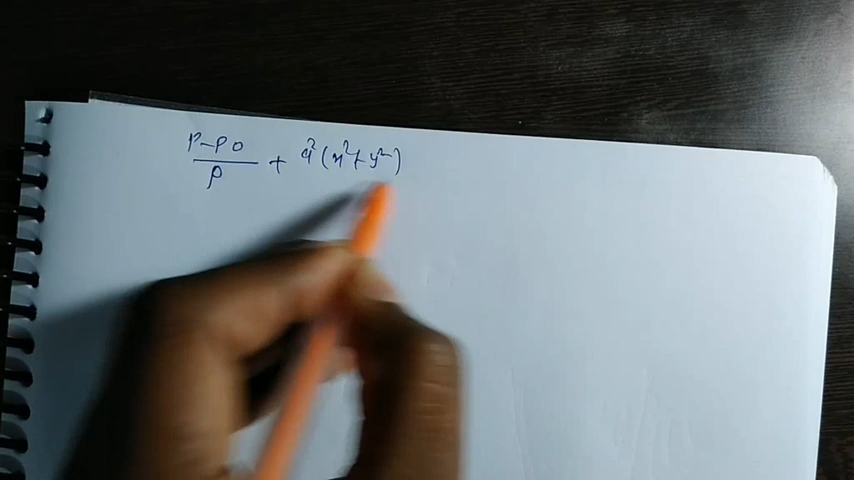 (p-p0)/ρ + a²(x²+y²)